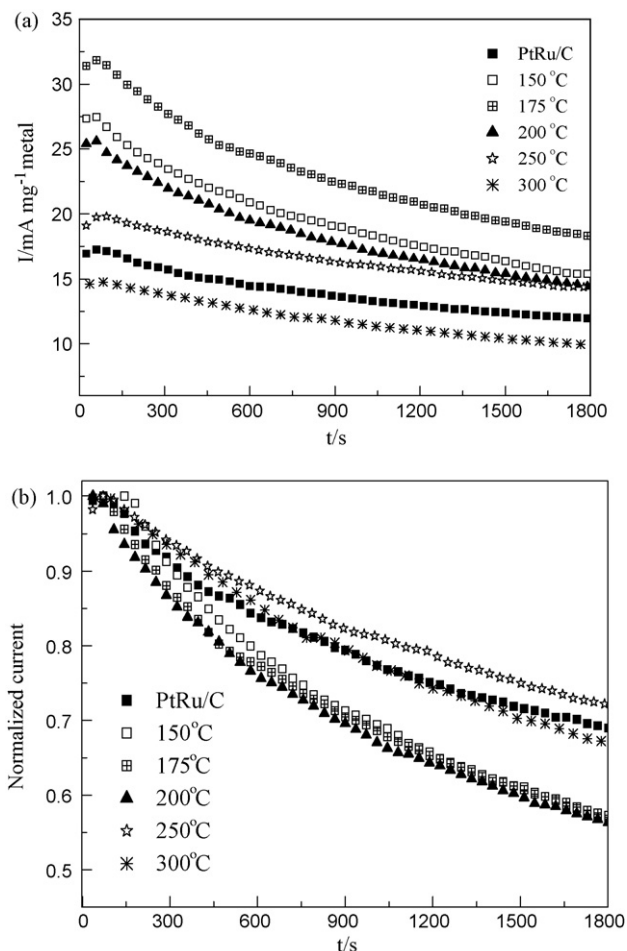 (a)
35
30
25
20
15
10
I/mA mg⁻¹ metal
PtRu/C
150 °C
175 °C
200 °C
250 °C
300 °C
0 300 600 900 1200 1500 1800
t/s
(b)
1.0
0.9
0.8
0.7
0.6
0.5
Normalized current
PtRu/C
150°C
175°C
200°C
250°C
300°C
0 300 600 900 1200 1500 1800
t/s